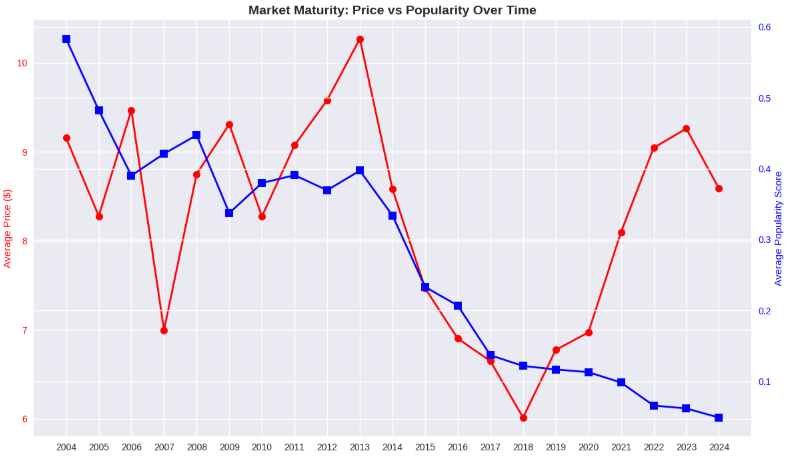 Market Maturity: Price vs Popularity Over Time
Average Price ($)
10
9
8
7
6
0.6
0.5
0.4
0.3
0.2
0.1
Average Popularity Score
2004 2005 2006 2007 2008 2009 2010 2011 2012 2013 2014 2015 2016 2017 2018 2019 2020 2021 2022 2023 2024